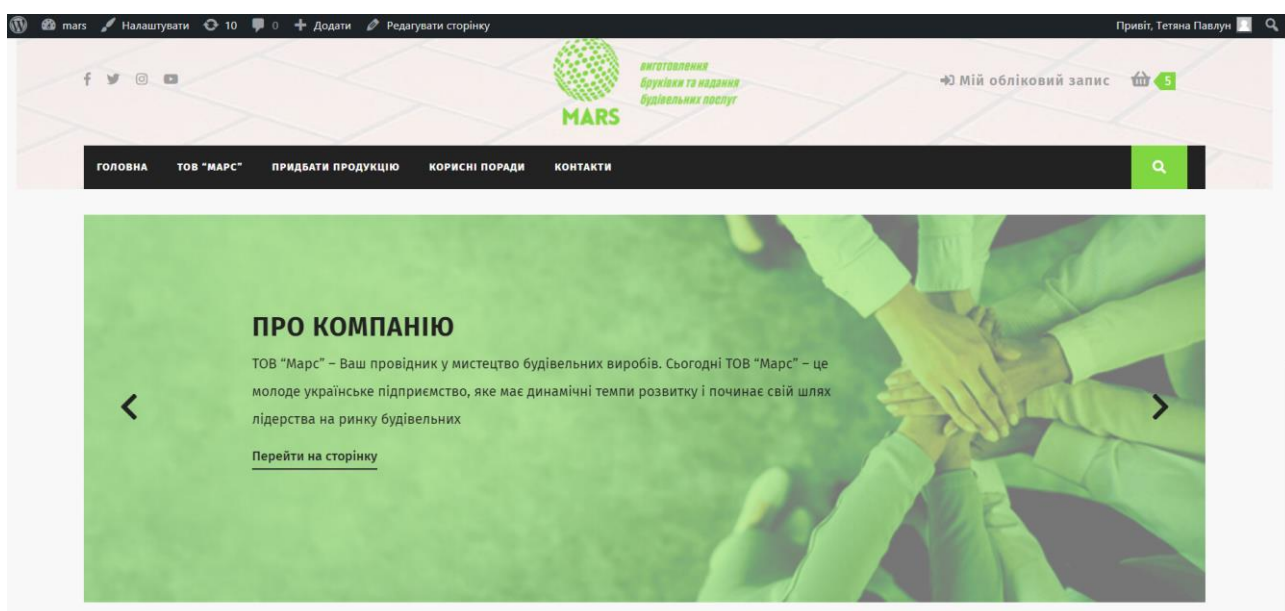 mars Налаштувати 10 0 Додати Редагувати сторінку Привіт, Тетяна Павлун
виготовлення
бруківки та надання
будівельних послуг
MARS
Мій обліковий запис 5
ГОЛОВНА ТОВ “МАРС” ПРИДБАТИ ПРОДУКЦІЮ КОРИСНІ ПОРАДИ КОНТАКТИ
ПРО КОМПАНІЮ
ТОВ “Марс” – Ваш провідник у мистецтво будівельних виробів. Сьогодні ТОВ “Марс” – це
молоде українське підприємство, яке має динамічні темпи розвитку і починає свій шлях
лідерства на ринку будівельних
Перейти на сторінку